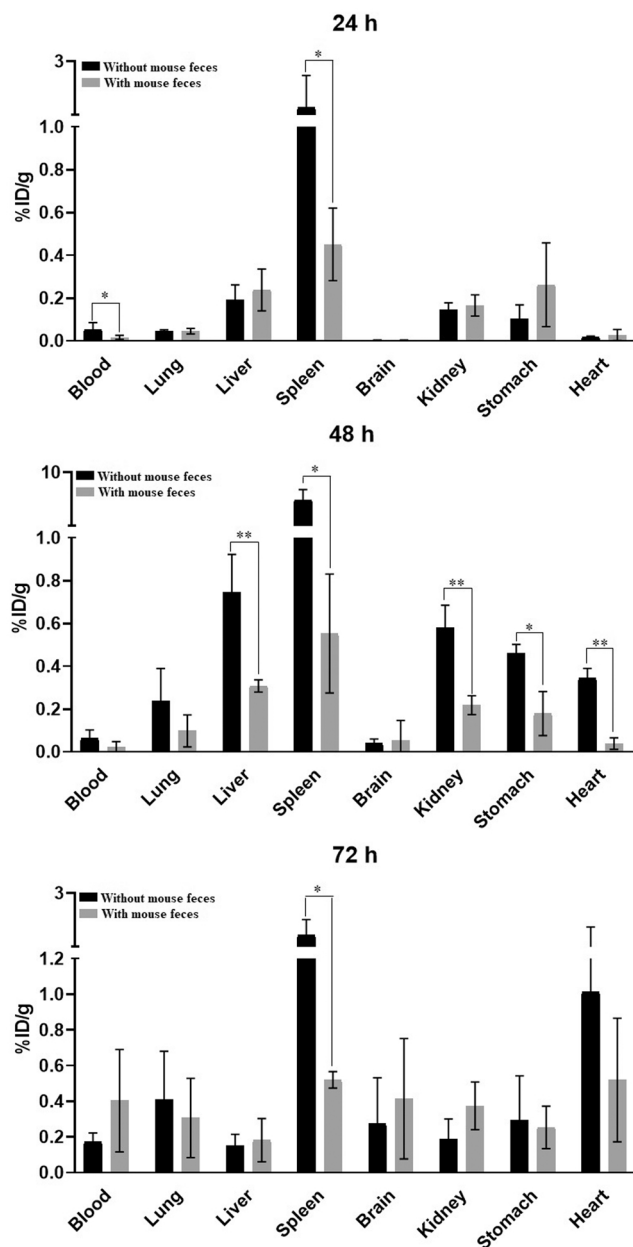 24 h
Without mouse feces
With mouse feces
%ID/g
3
1.0
0.8
0.6
0.4
0.2
0.0
*
*
Blood
Lung
Liver
Spleen
Brain
Kidney
Stomach
Heart
48 h
Without mouse feces
With mouse feces
%ID/g
10
1.0
0.8
0.6
0.4
0.2
0.0
**
*
**
*
**
Blood
Lung
Liver
Spleen
Brain
Kidney
Stomach
Heart
72 h
Without mouse feces
With mouse feces
%ID/g
3
1.2
1.0
0.8
0.6
0.4
0.2
0.0
*
Blood
Lung
Liver
Spleen
Brain
Kidney
Stomach
Heart